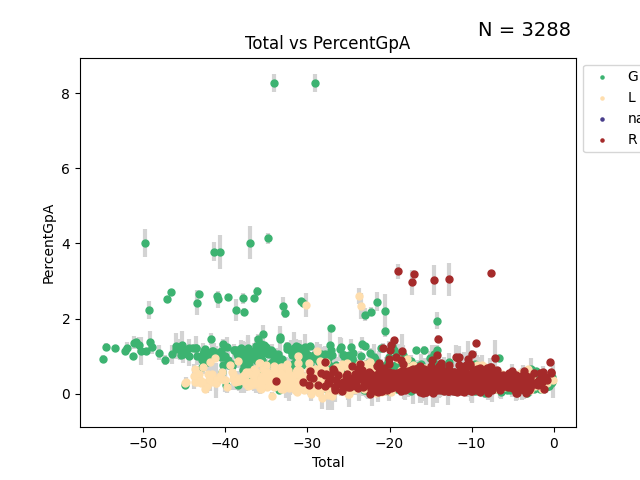 N = 3288
Total vs PercentGpA
G
L
na
R
PercentGpA
8
6
4
2
0
−50
−40
−30
−20
−10
0
Total